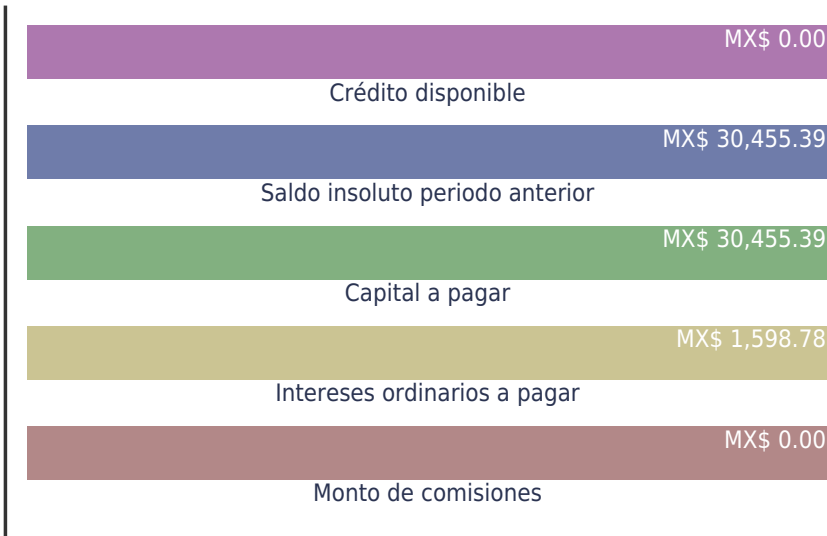 MX$ 0.00
Crédito disponible
MX$ 30,455.39
Saldo insoluto periodo anterior
MX$ 30,455.39
Capital a pagar
MX$ 1,598.78
Intereses ordinarios a pagar
MX$ 0.00
Monto de comisiones